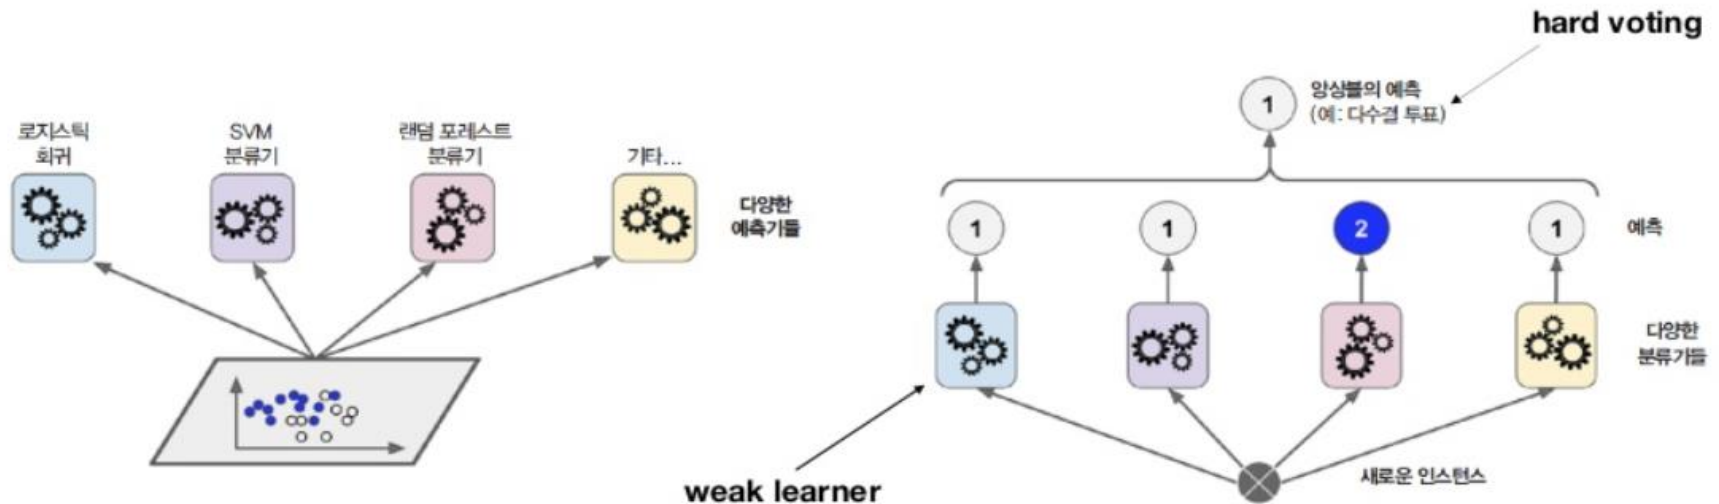 hard voting
앙상블의 예측
(예: 다수결 투표)
1
로지스틱
회귀
SVM
분류기
랜덤 포레스트
분류기
기타...
다양한
예측기들
1
1
2
1
예측
다양한
분류기들
새로운 인스턴스
weak learner